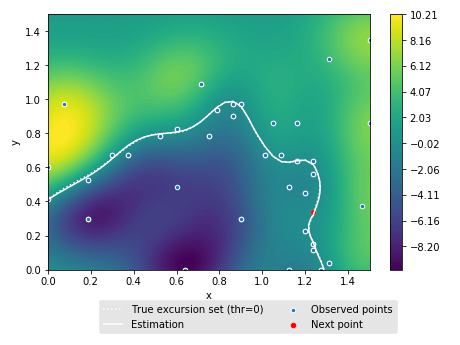 1.4
1.2
1.0
0.8
0.6
0.4
0.2
0.0
y
0.0 0.2 0.4 0.6 0.8 1.0 1.2 1.4
x
10.21
8.16
6.12
4.07
2.03
−0.02
−2.06
−4.11
−6.16
−8.20
True excursion set (thr=0)
Estimation
Observed points
Next point